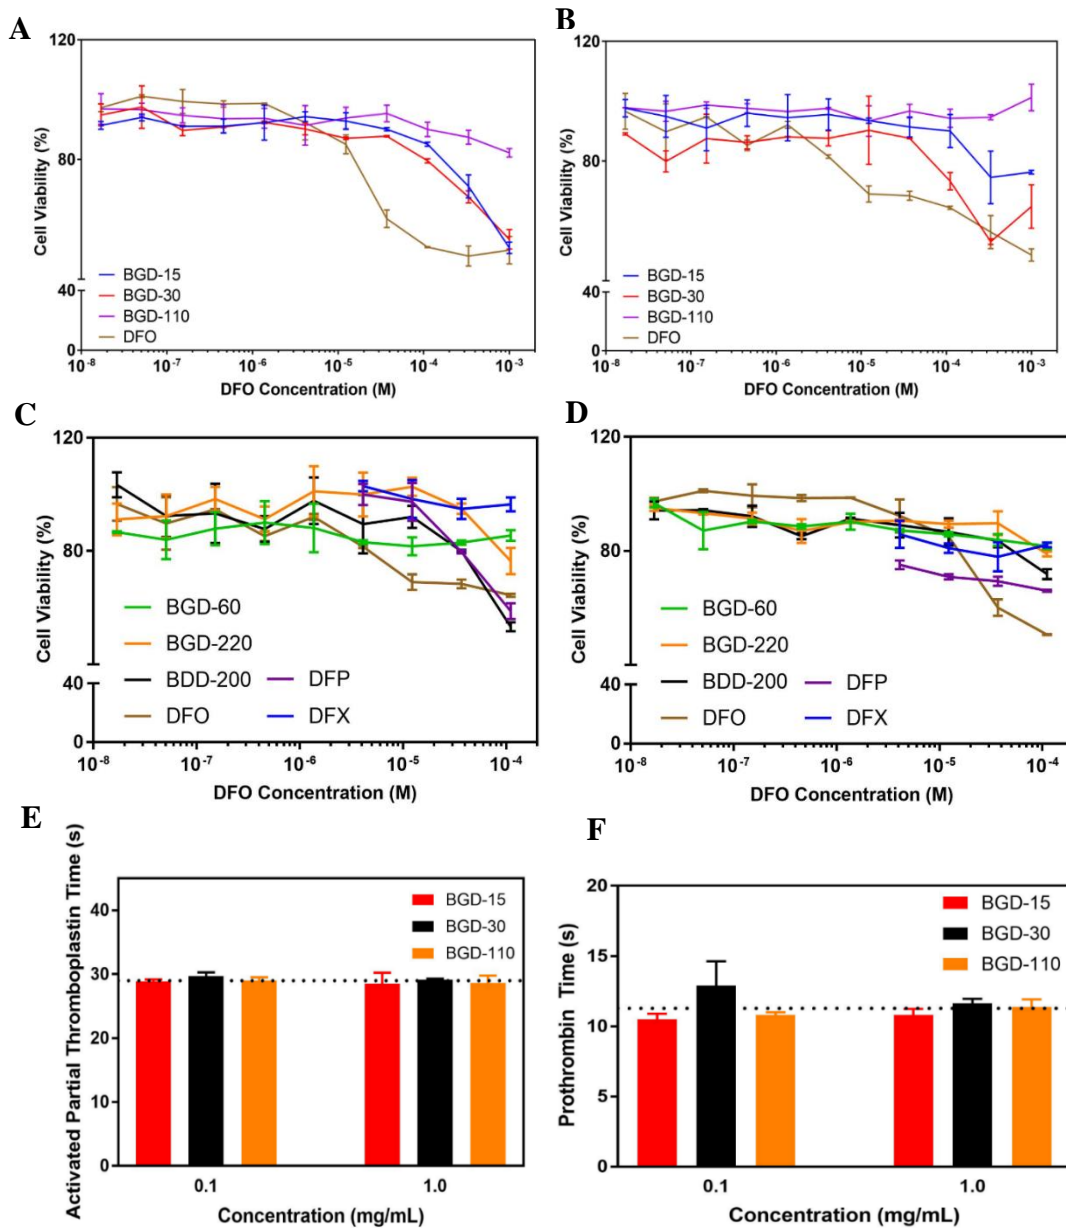 A
120
80
40
0
Cell Viability (%)
BGD-15
BGD-30
BGD-110
DFO
10-8
10-7
10-6
10-5
10-4
10-3
DFO Concentration (M)
B
120
80
40
0
Cell Viability (%)
BGD-15
BGD-30
BGD-110
DFO
10-8
10-7
10-6
10-5
10-4
10-3
DFO Concentration (M)
C
120
80
40
0
Cell Viability (%)
BGD-60
BGD-220
BDD-200
DFO
DFP
DFX
10-8
10-7
10-6
10-5
10-4
DFO Concentration (M)
D
120
80
40
0
Cell Viability (%)
BGD-60
BGD-220
BDD-200
DFO
DFP
DFX
10-8
10-7
10-6
10-5
10-4
DFO Concentration (M)
E
Activated Partial Thromboplastin Time (s)
40
30
20
10
0
BGD-15
BGD-30
BGD-110
0.1
1.0
Concentration (mg/mL)
F
Prothrombin Time (s)
20
15
10
5
0
BGD-15
BGD-30
BGD-110
0.1
1.0
Concentration (mg/mL)